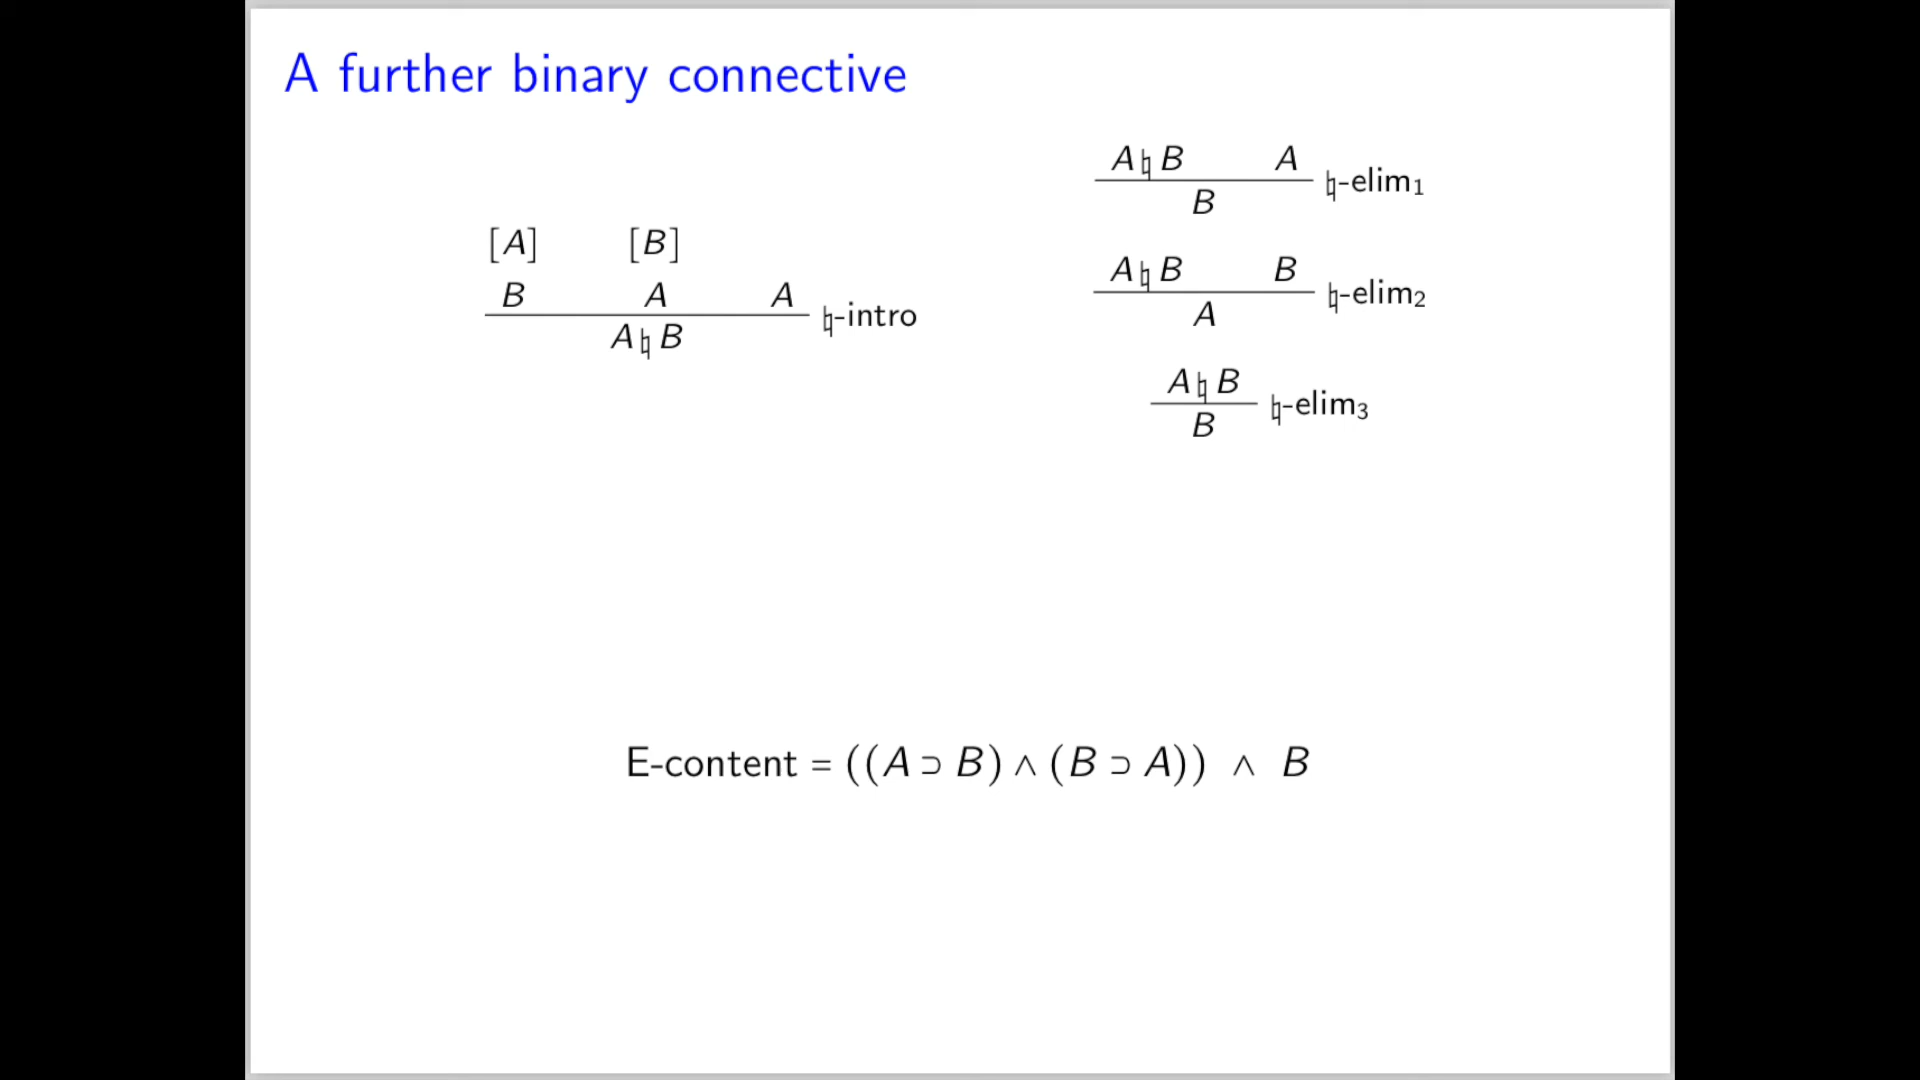 A further binary connective
[A] [B]
B A A
A ♮ B
♮-intro
A ♮ B A
B
♮-elim₁
A ♮ B B
A
♮-elim₂
A ♮ B
B
♮-elim₃
E-content = ((A ⊃ B) ∧ (B ⊃ A)) ∧ B